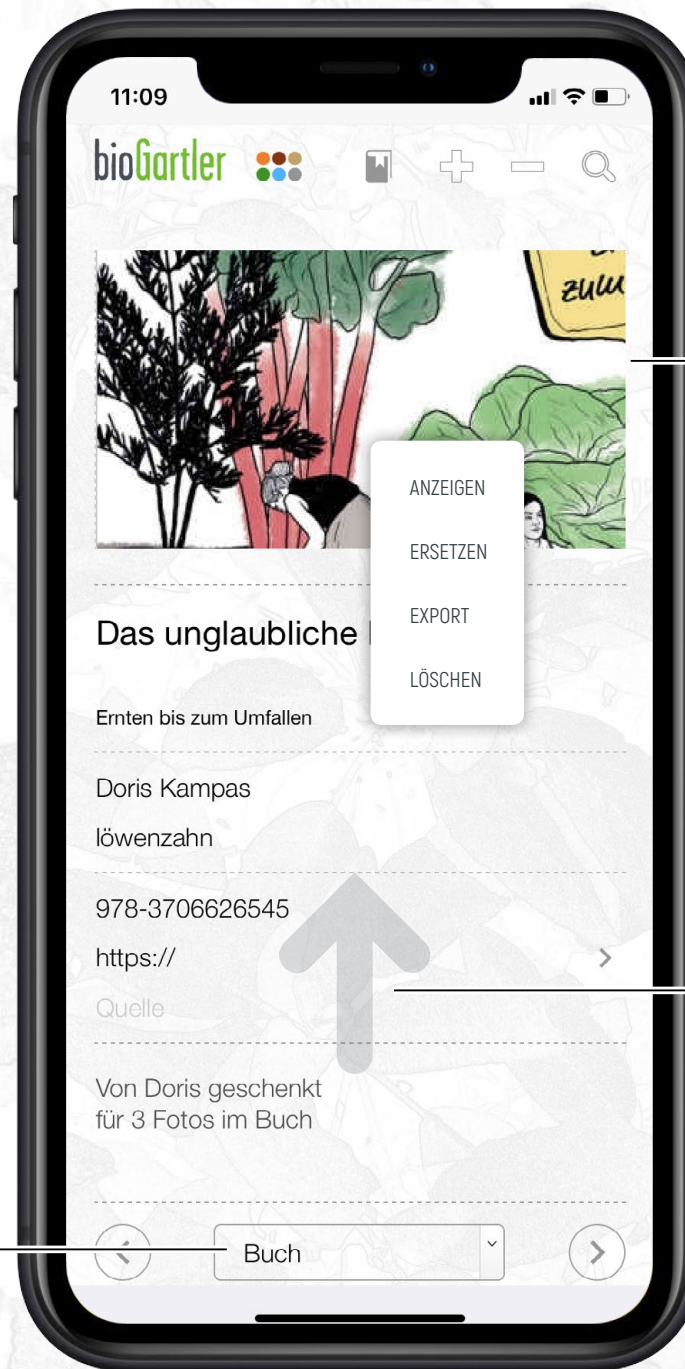 11:09
bioGartler
zum
ANZEIGEN
ERSETZEN
EXPORT
LÖSCHEN
Das unglaubliche
Ernten bis zum Umfallen
Doris Kampas
löwenzahn
978-3706626545
https://
Quelle
Von Doris geschenkt
für 3 Fotos im Buch
Buch